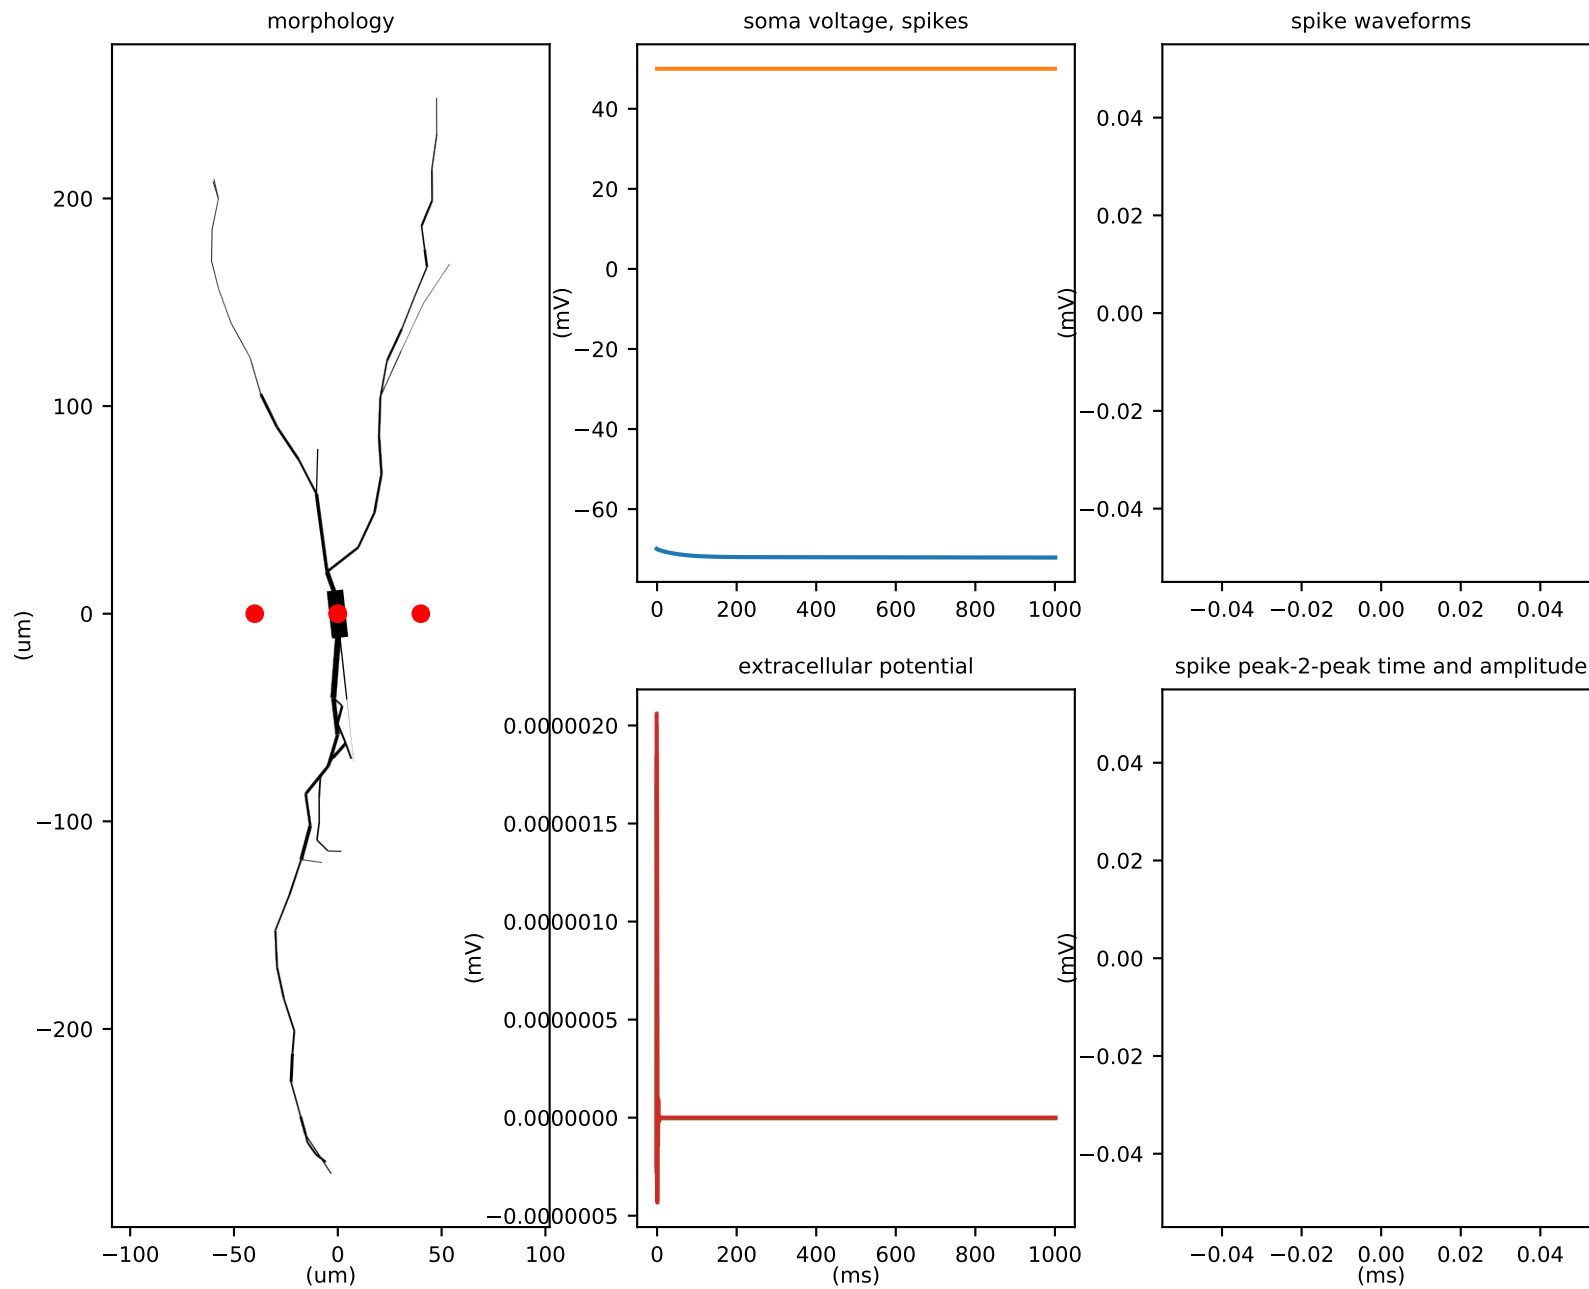 morphology
soma voltage, spikes
spike waveforms
200
100
0
−100
−200
(um)
−100 −50 0 50 100
(um)
40
20
0
−20
−40
−60
(mV)
0 200 400 600 800 1000
0.04
0.02
0.00
−0.02
−0.04
(mV)
−0.04 −0.02 0.00 0.02 0.04
extracellular potential
spike peak-2-peak time and amplitude
0.0000020
0.0000015
0.0000010
0.0000005
0.0000000
−0.0000005
(mV)
0 200 400 600 800 1000
(ms)
0.04
0.02
0.00
−0.02
−0.04
(mV)
−0.04 −0.02 0.00 0.02 0.04
(ms)